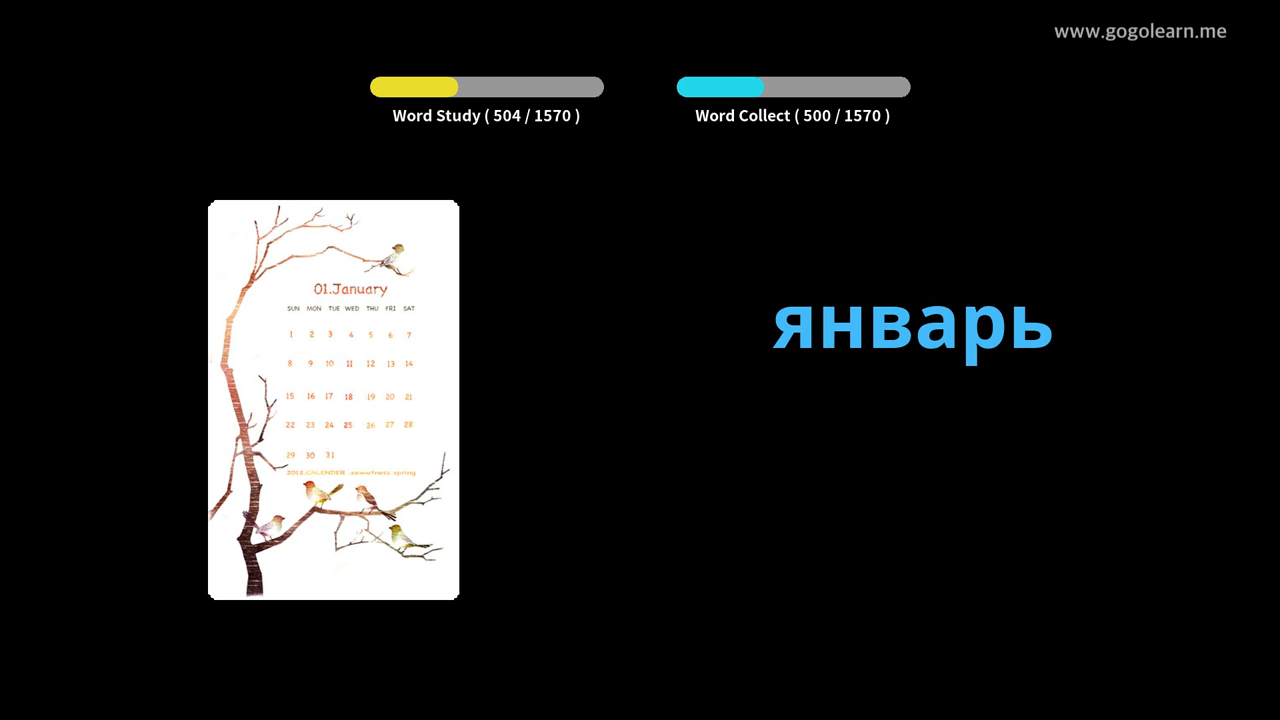 www.gogolearn.me
Word Study ( 504 / 1570 )
Word Collect ( 500 / 1570 )
01.January
SUN MON TUE WED THU FRI SAT
1 2 3 4 5 6 7
8 9 10 11 12 13 14
15 16 17 18 19 20 21
22 23 24 25 26 27 28
29 30 31
CALENDER spring
январь